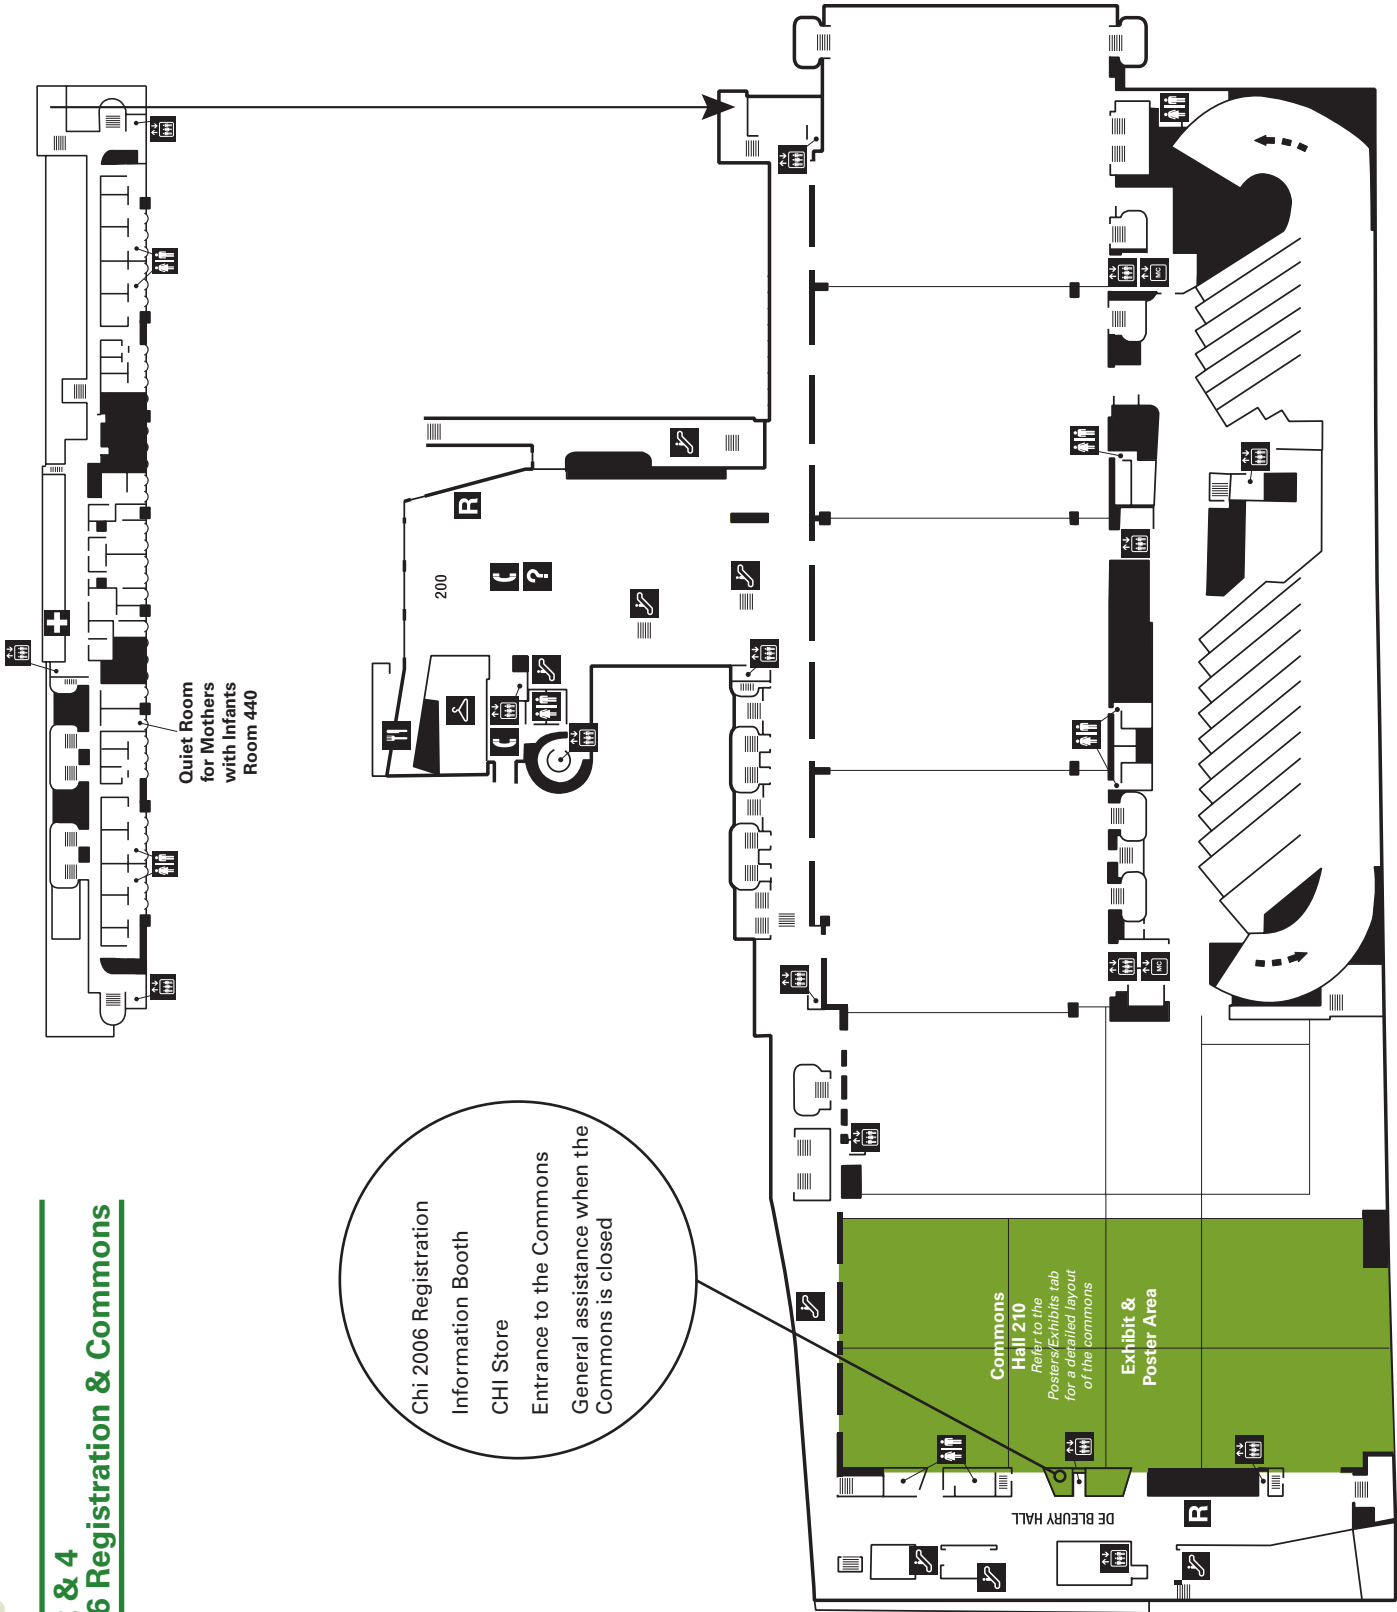 & 4
6 Registration & Commons
Quiet Room
for Mothers
with Infants
Room 440
R
200
?
MC
MC
Chi 2006 Registration
Information Booth
CHI Store
Entrance to the Commons
General assistance when the
Commons is closed
Commons
Hall 210
Refer to the
Posters/Exhibits tab
for a detailed layout
of the commons
Exhibit &
Poster Area
DE BLEURY HALL
R